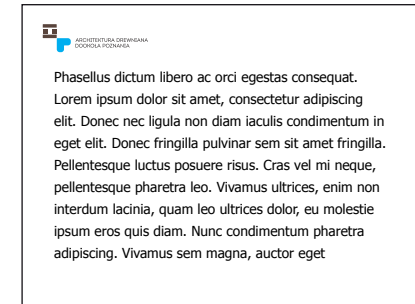 ARCHITEKTURA DREWNIANA
DOOKOŁA POZNANIA
Phasellus dictum libero ac orci egestas consequat.
Lorem ipsum dolor sit amet, consectetur adipiscing
elit. Donec nec ligula non diam iaculis condimentum in
eget elit. Donec fringilla pulvinar sem sit amet fringilla.
Pellentesque luctus posuere risus. Cras vel mi neque,
pellentesque pharetra leo. Vivamus ultrices, enim non
interdum lacinia, quam leo ultrices dolor, eu molestie
ipsum eros quis diam. Nunc condimentum pharetra
adipiscing. Vivamus sem magna, auctor eget